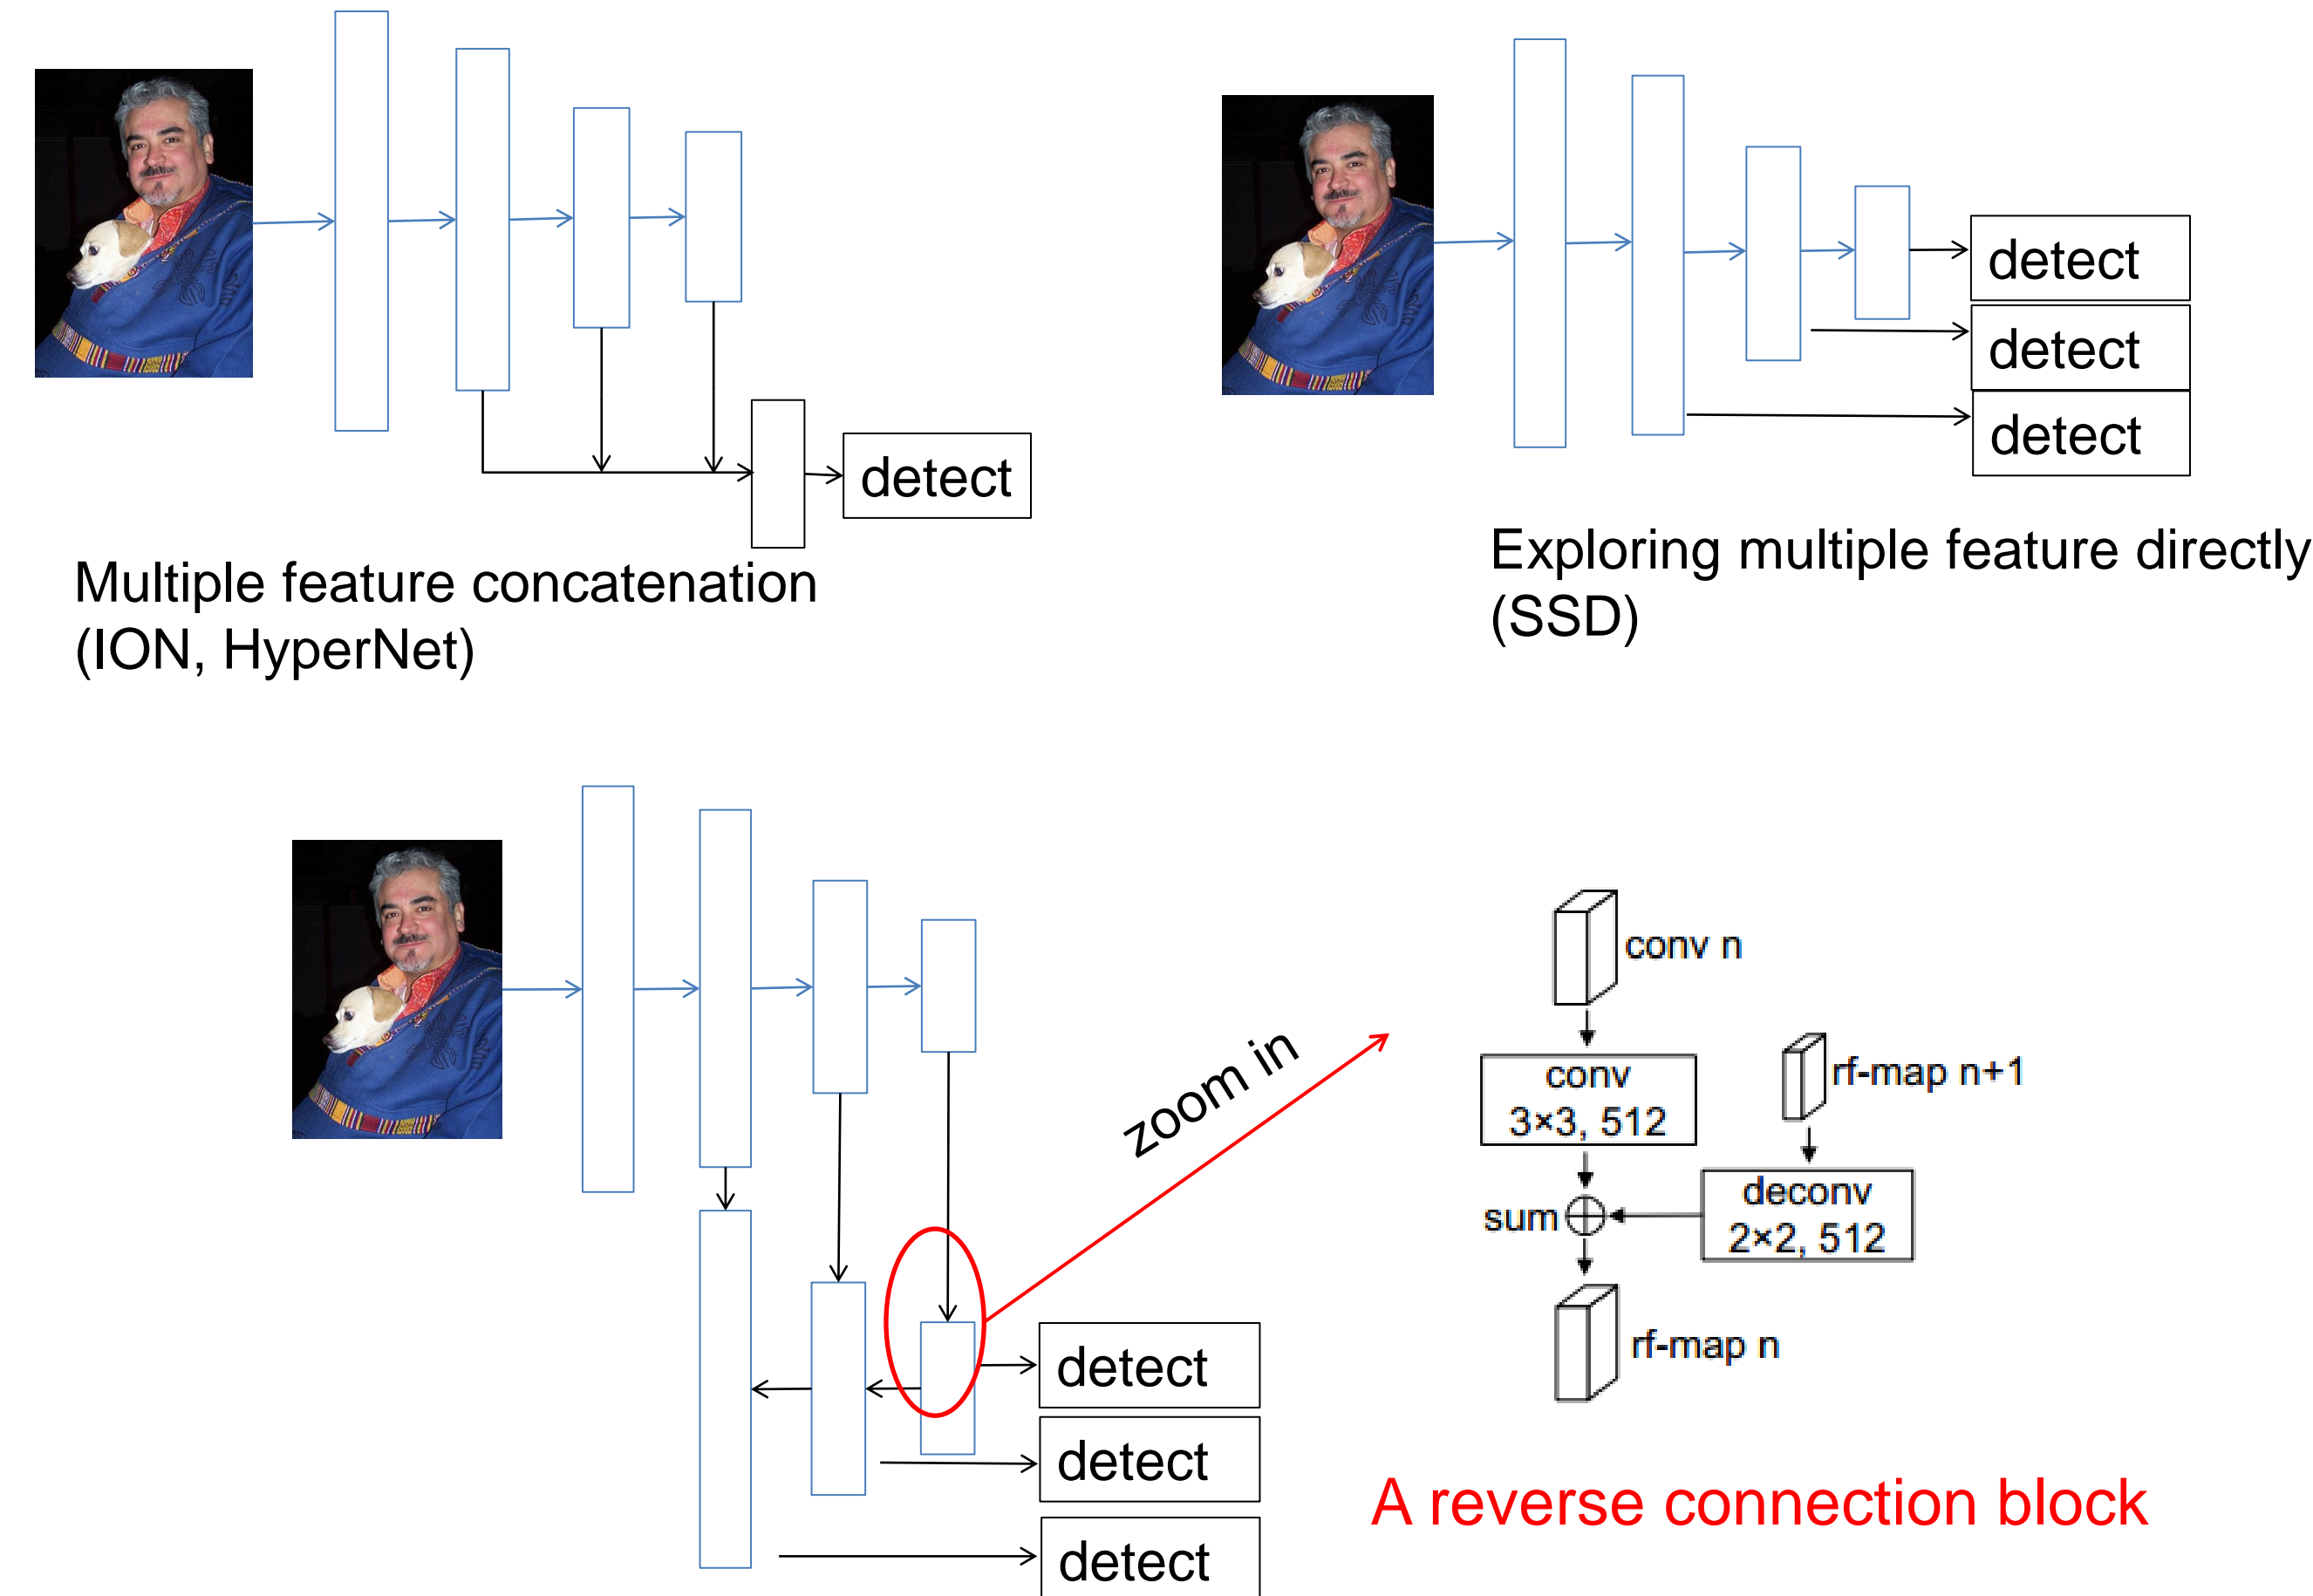 detect
Multiple feature concatenation
(ION, HyperNet)
detect
detect
detect
Exploring multiple feature directly
(SSD)
zoom in
detect
detect
detect
conv n
conv
3×3, 512
rf-map n+1
deconv
2×2, 512
sum
rf-map n
A reverse connection block